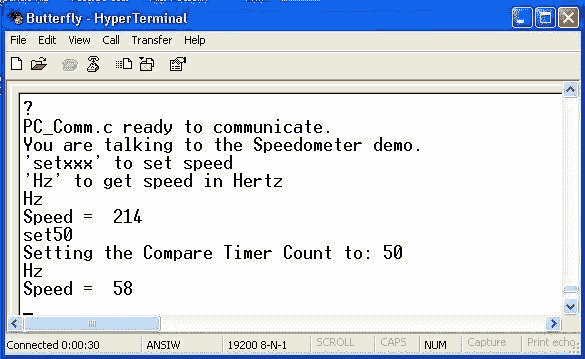 Butterfly - HyperTerminal
File Edit View Call Transfer Help
?
PC_Comm.c ready to communicate.
You are talking to the Speedometer demo.
'setxxx' to set speed
'Hz' to get speed in Hertz
Hz
Speed =  214
set50
Setting the Compare Timer Count to: 50
Hz
Speed =  58
Connected 0:00:30 ANSIW 19200 8-N-1 SCROLL CAPS NUM Capture Print echo